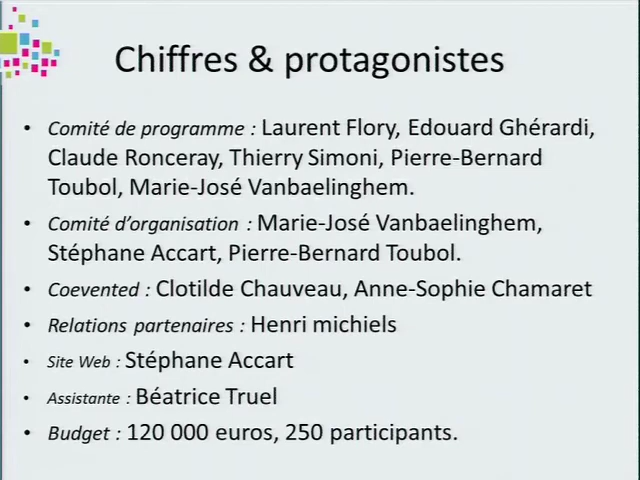 Chiffres & protagonistes
• Comité de programme : Laurent Flory, Edouard Ghérardi,
Claude Ronceray, Thierry Simoni, Pierre-Bernard
Toubol, Marie-José Vanbaelinghem.
• Comité d’organisation : Marie-José Vanbaelinghem,
Stéphane Accart, Pierre-Bernard Toubol.
• Coevented : Clotilde Chauveau, Anne-Sophie Chamaret
• Relations partenaires : Henri michiels
• Site Web : Stéphane Accart
• Assistante : Béatrice Truel
• Budget : 120 000 euros, 250 participants.